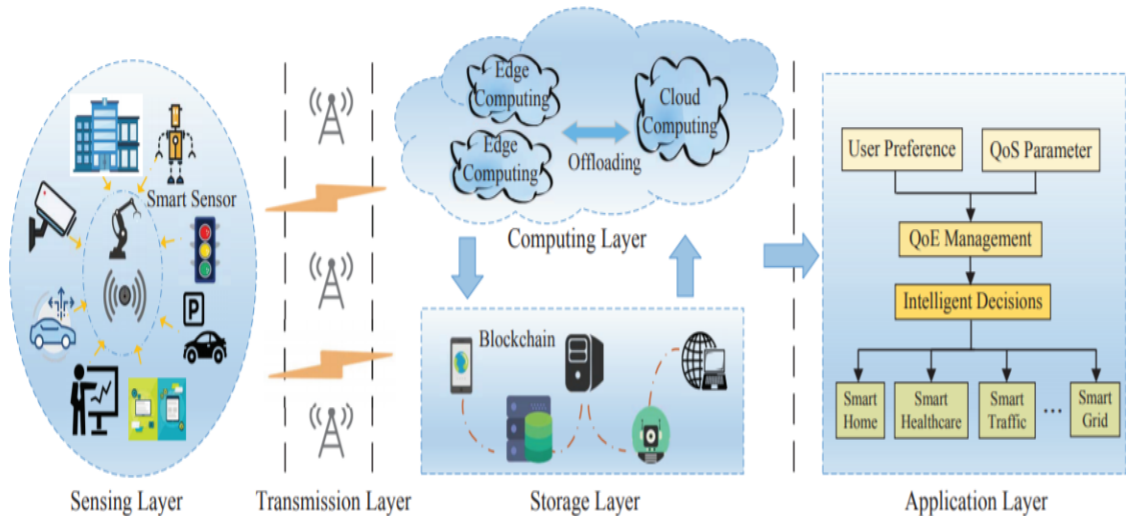 Smart Sensor
Sensing Layer
Transmission Layer
Edge
Computing
Edge
Computing
Cloud
Computing
Offloading
Computing Layer
Blockchain
Storage Layer
User Preference
QoS Parameter
QoE Management
Intelligent Decisions
Smart
Home
Smart
Healthcare
Smart
Traffic
...
Smart
Grid
Application Layer
P